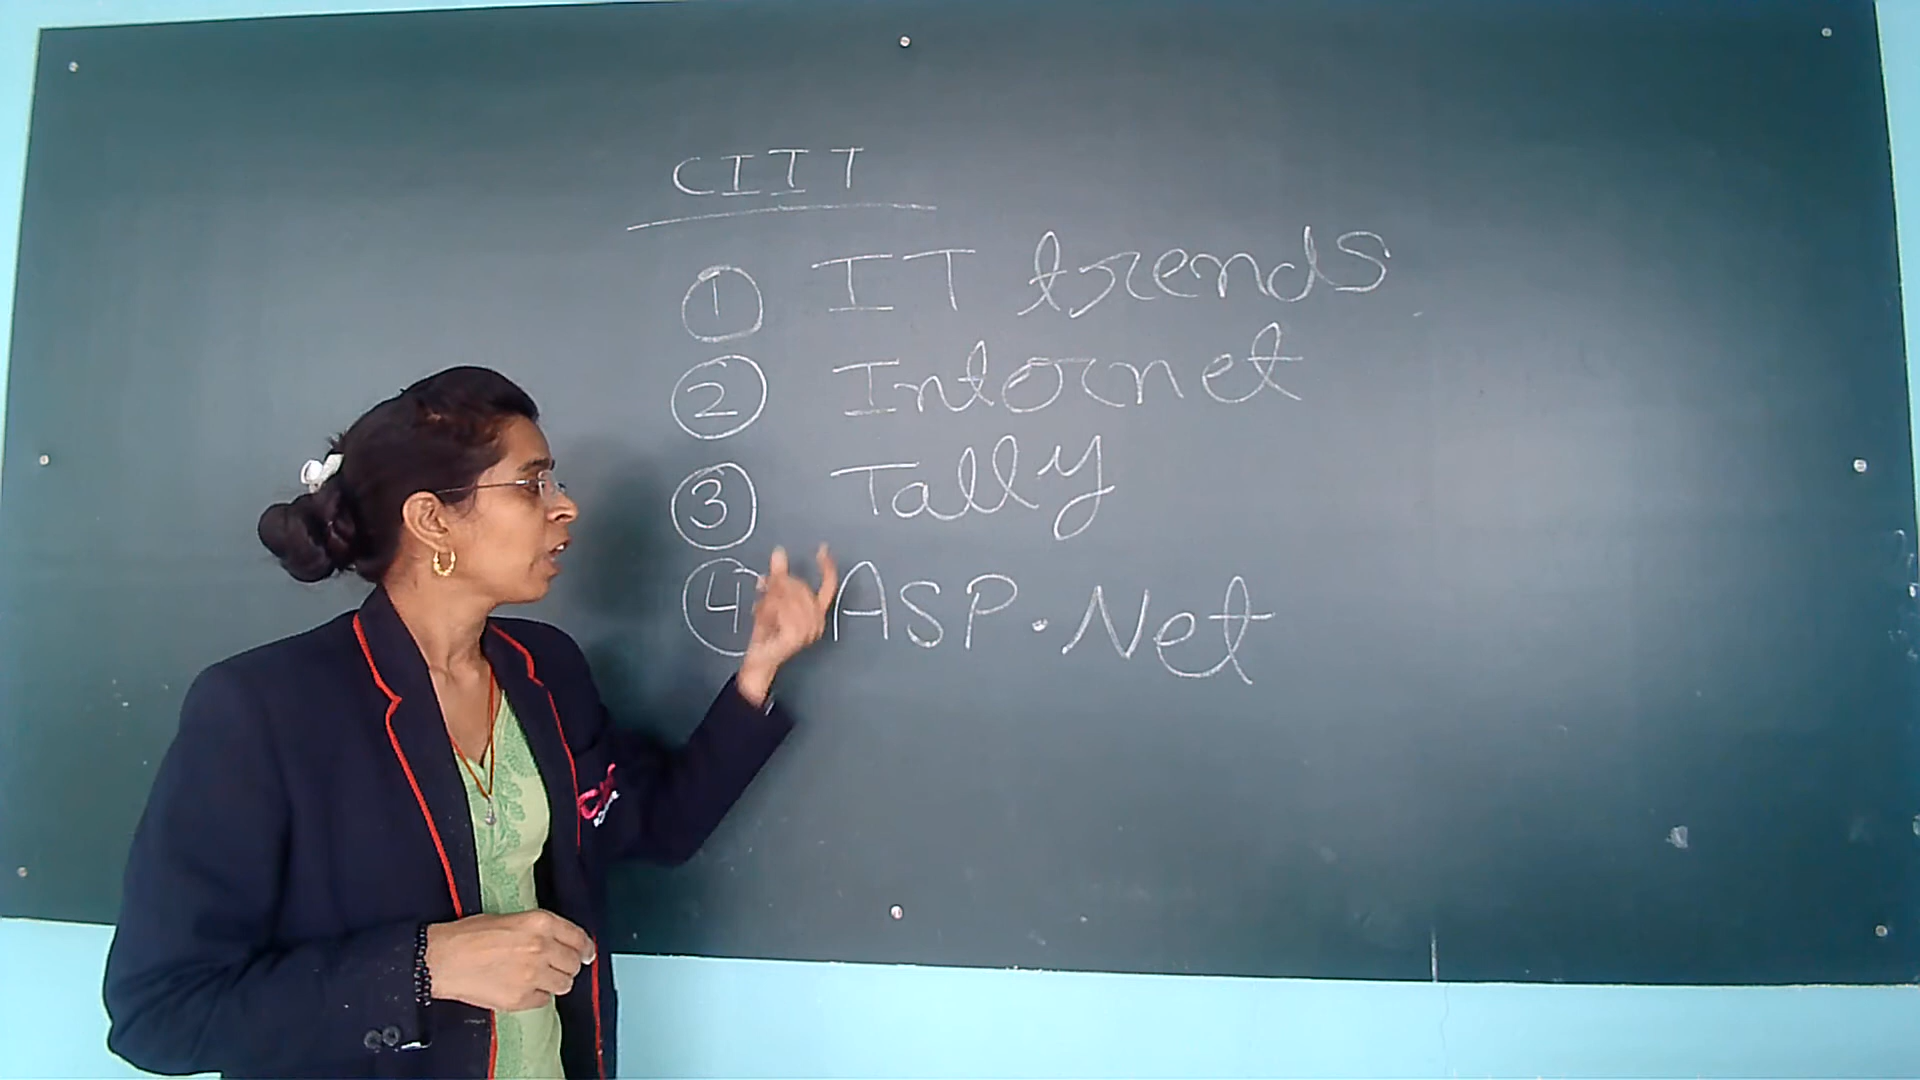 CIIT
① IT trends
② Internet
③ Tally
④ ASP.Net